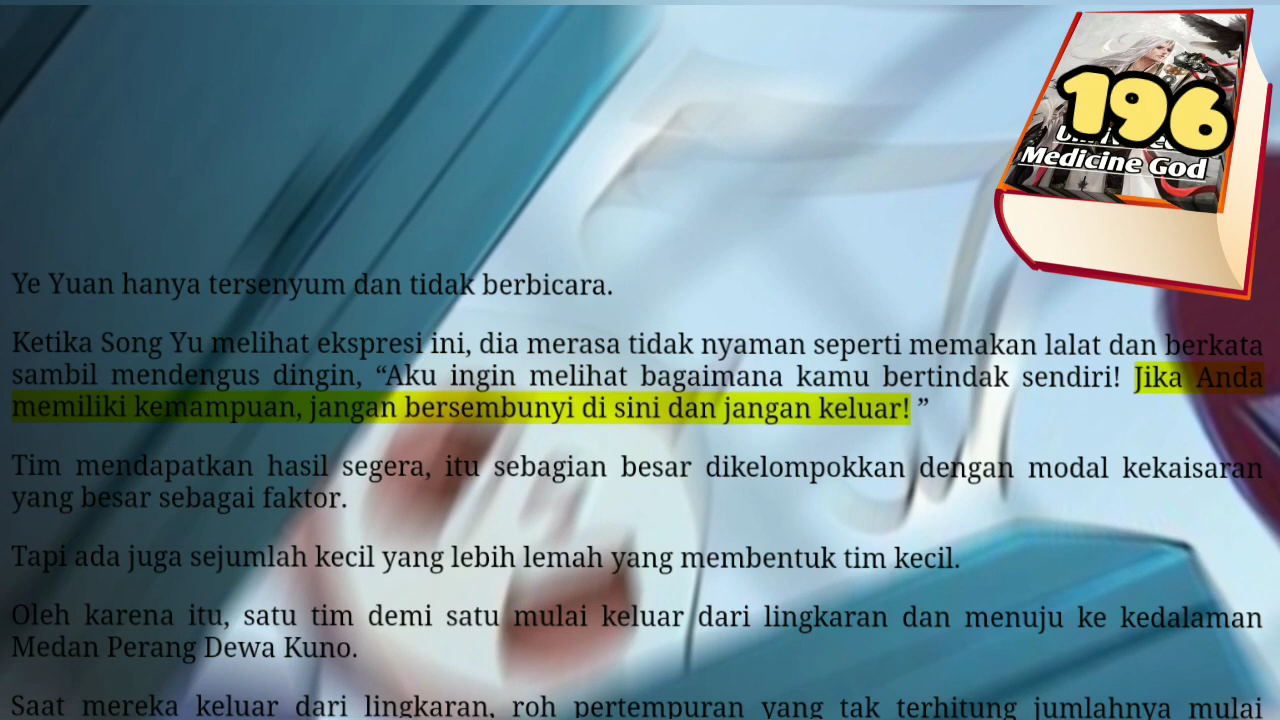 196
Medicine God
Ye Yuan hanya tersenyum dan tidak berbicara.
Ketika Song Yu melihat ekspresi ini, dia merasa tidak nyaman seperti memakan lalat dan berkata
sambil mendengus dingin, “Aku ingin melihat bagaimana kamu bertindak sendiri! Jika Anda
memiliki kemampuan, jangan bersembunyi di sini dan jangan keluar! ”
Tim mendapatkan hasil segera, itu sebagian besar dikelompokkan dengan modal kekaisaran
yang besar sebagai faktor.
Tapi ada juga sejumlah kecil yang lebih lemah yang membentuk tim kecil.
Oleh karena itu, satu tim demi satu mulai keluar dari lingkaran dan menuju ke kedalaman
Medan Perang Dewa Kuno.
Saat mereka keluar dari lingkaran, roh pertempuran yang tak terhitung jumlahnya mulai